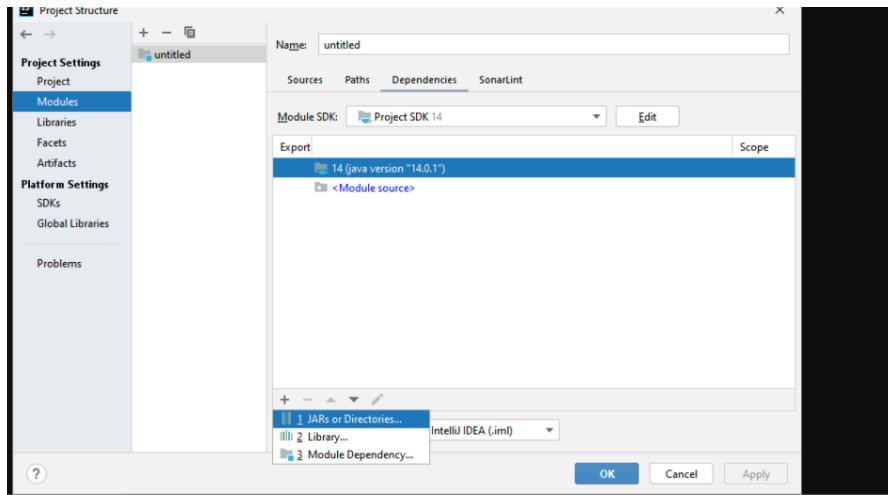 Project Structure
Name: untitled
untitled
Project Settings
Project
Modules
Libraries
Facets
Artifacts
Platform Settings
SDKs
Global Libraries
Problems
Sources Paths Dependencies SonarLint
Module SDK: Project SDK 14 Edit
Export Scope
14 (java version "14.0.1")
<Module source>
1 JARs or Directories...
2 Library...
3 Module Dependency...
IntelliJ IDEA (.iml)
? OK Cancel Apply